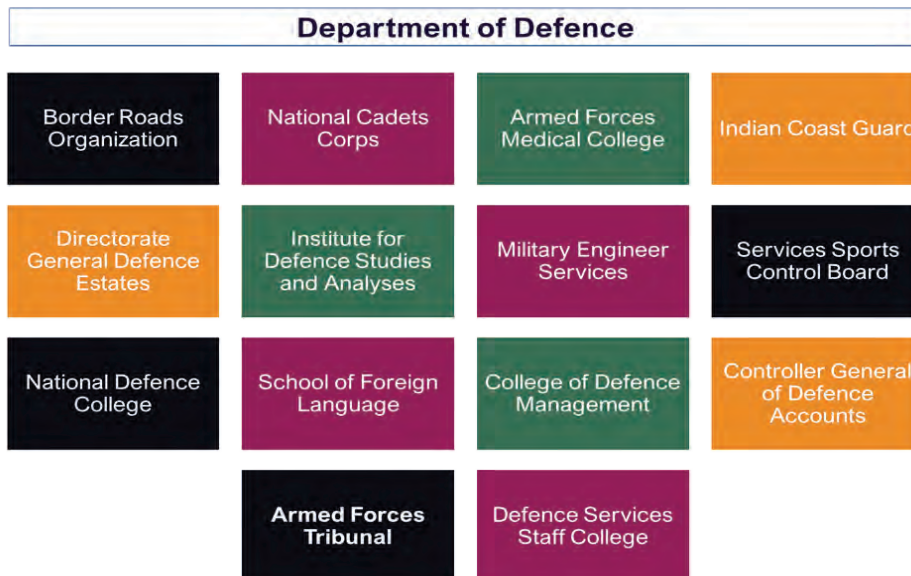 Department of Defence
Border Roads
Organization
National Cadets
Corps
Armed Forces
Medical College
Indian Coast Guard
Directorate
General Defence
Estates
Institute for
Defence Studies
and Analyses
Military Engineer
Services
Services Sports
Control Board
National Defence
College
School of Foreign
Language
College of Defence
Management
Controller General
of Defence
Accounts
Armed Forces
Tribunal
Defence Services
Staff College